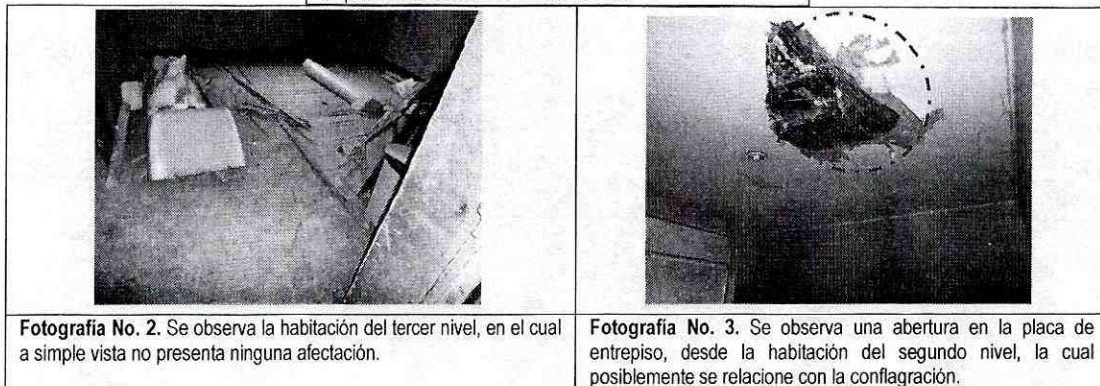 Fotografía No. 2. Se observa la habitación del tercer nivel, en el cual
a simple vista no presenta ninguna afectación.
Fotografía No. 3. Se observa una abertura en la placa de
entrepiso, desde la habitación del segundo nivel, la cual
posiblemente se relacione con la conflagración.